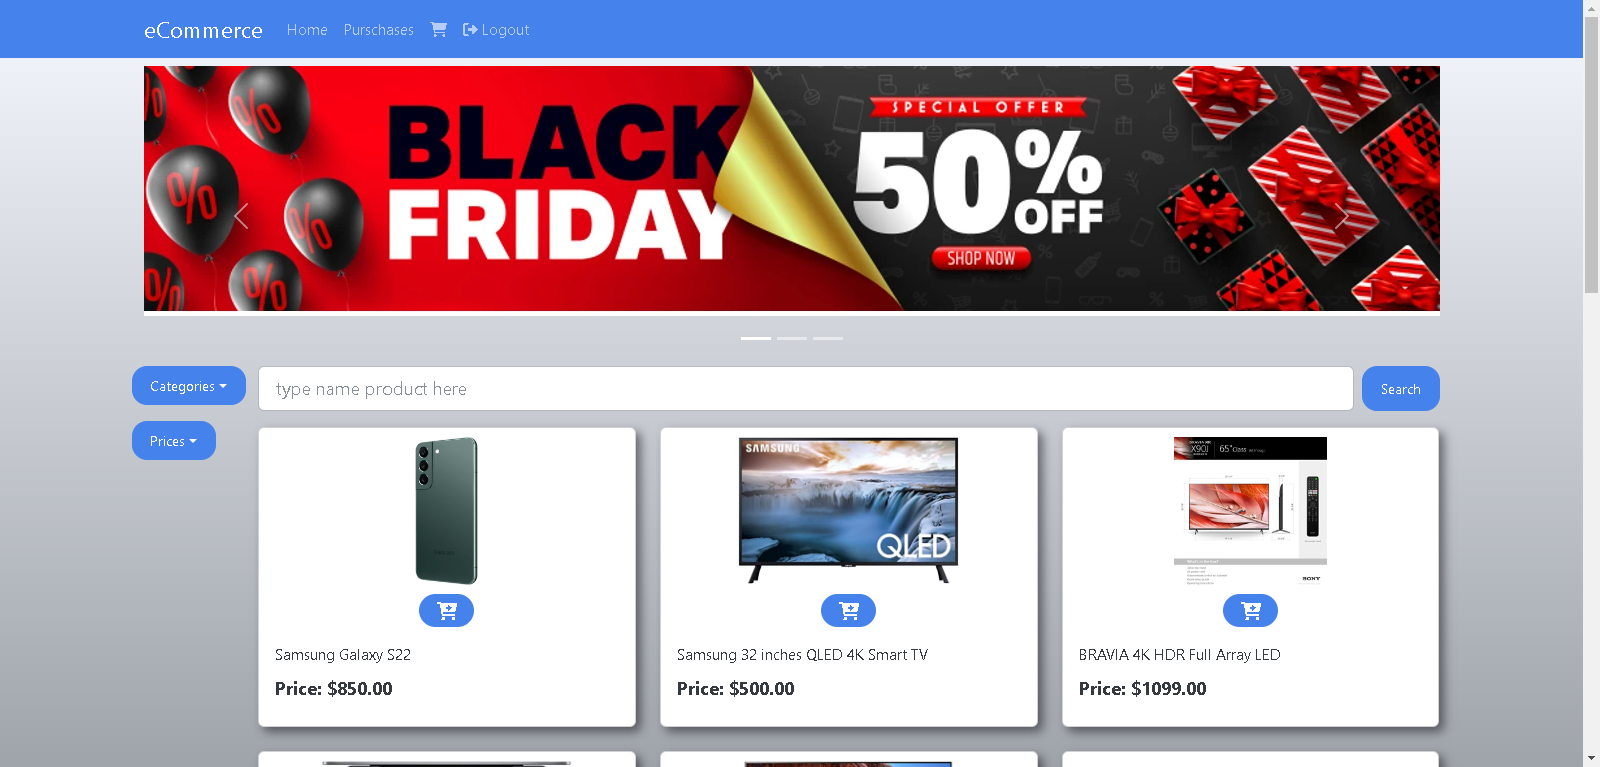 eCommerce Home Purschases Logout
BLACK
FRIDAY
SPECIAL OFFER
50%
OFF
SHOP NOW
% % % % % %
Categories
type name product here
Search
Prices
SAMSUNG
QLED
X90J 65" Class
SONY
Samsung Galaxy S22
Price: $850.00
Samsung 32 inches QLED 4K Smart TV
Price: $500.00
BRAVIA 4K HDR Full Array LED
Price: $1099.00